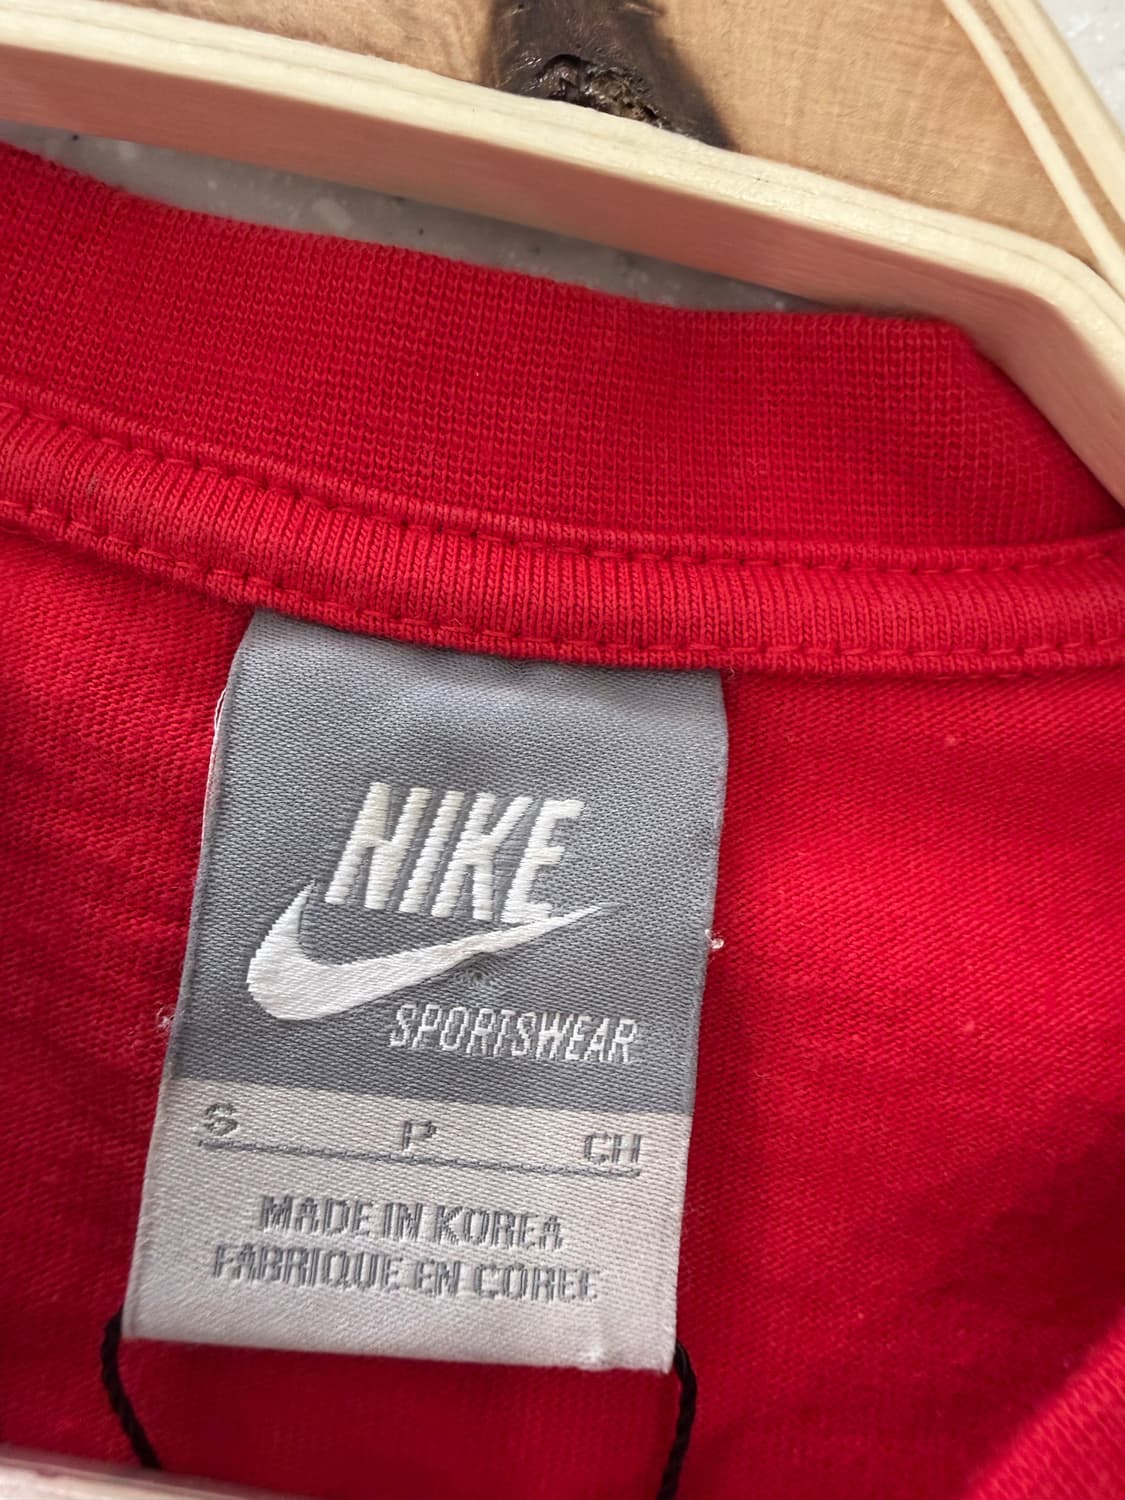 NIKE
SPORTSWEAR
S P CH
MADE IN KOREA
FABRIQUE EN COREE